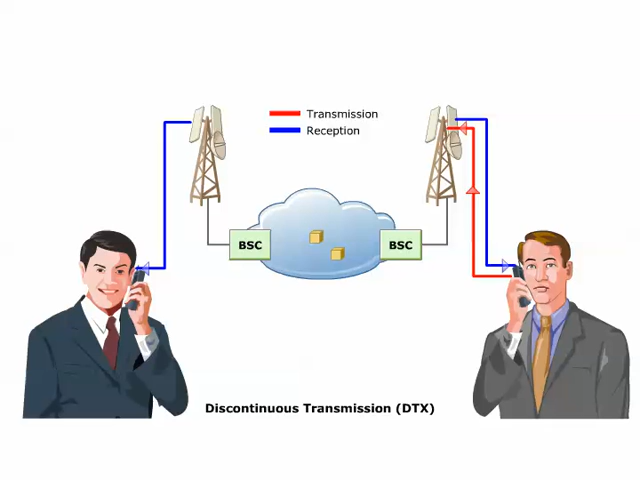 Transmission
Reception
BSC
BSC
Discontinuous Transmission (DTX)